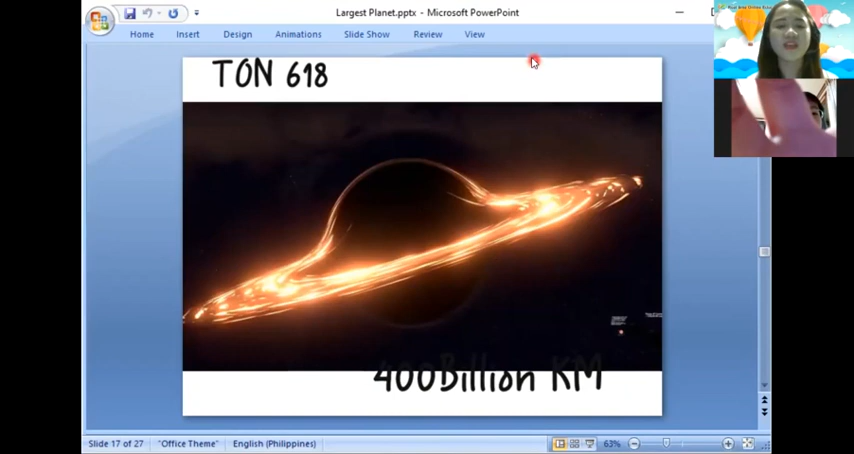 Largest Planet.pptx - Microsoft PowerPoint
Home Insert Design Animations Slide Show Review View
TON 618
400Billion KM
Slide 17 of 27 "Office Theme" English (Philippines) 63%